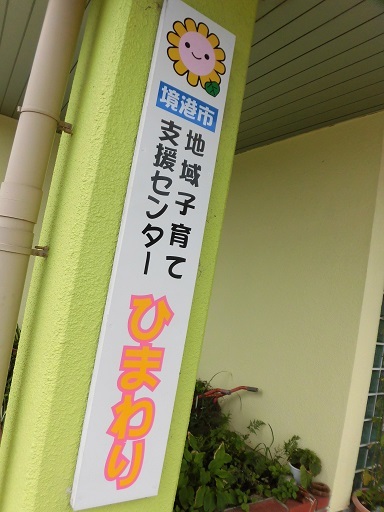 境港市
地域子育て
支援センター
ひまわり